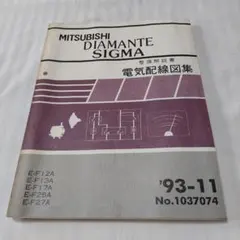 MITSUBISHI
DIAMANTE
SIGMA
整備解説書
電気配線図集
E-F12A
E-F13A
E-F17A
E-F25A
E-F27A
'93-11
No.1037074